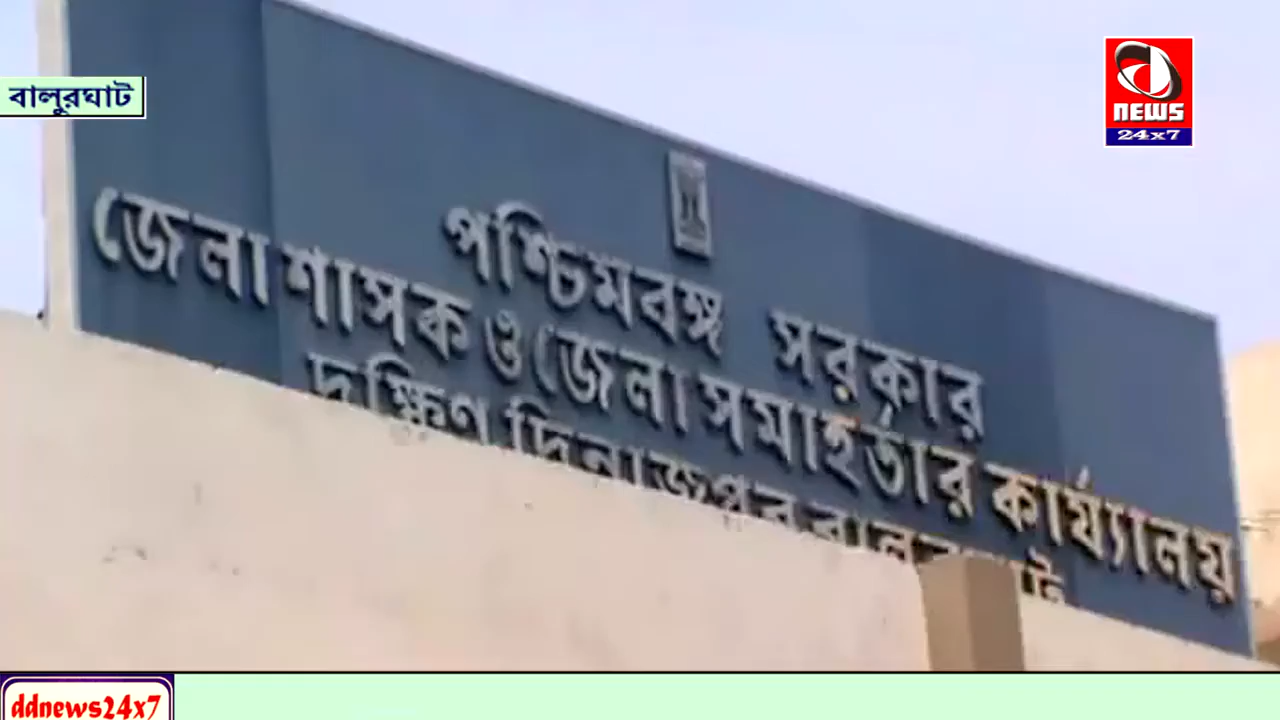 বালুরঘাট
NEWS
24x7
পশ্চিমবঙ্গ সরকার
জেলা শাসক ও জেলা সমাহর্তার কার্য্যালয়
দক্ষিণ দিনাজপুর
ddnews24x7